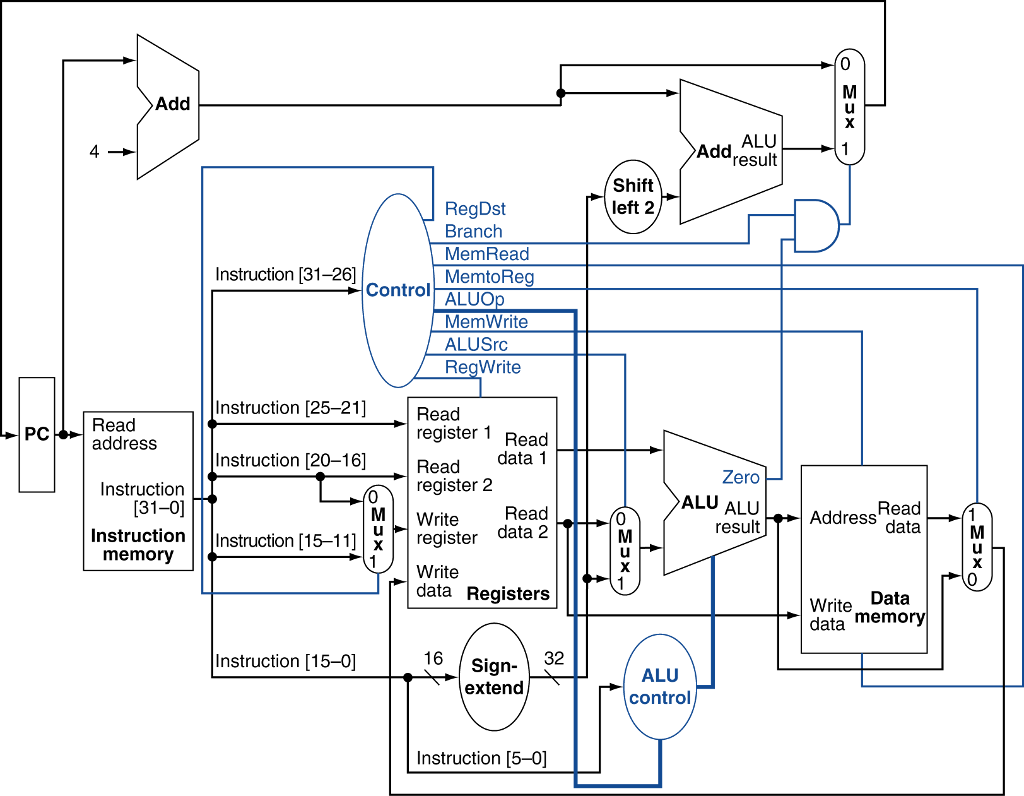 Add
4
0
Mux
1
Add ALU
result
Shift
left 2
RegDst
Branch
MemRead
MemtoReg
ALUOp
MemWrite
ALUSrc
RegWrite
Control
Instruction [31–26]
Instruction [25–21]
Instruction [20–16]
Instruction [15–11]
Instruction [15–0]
PC
Read
address
Instruction
[31–0]
Instruction
memory
0
Mux
1
Read
register 1
Read
register 2
Write
register
Write
data
Read
data 1
Read
data 2
Registers
0
Mux
1
Zero
ALU
ALU
result
Address
Read
data
Write
data
Data
memory
1
Mux
0
16
Sign-
extend
32
ALU
control
Instruction [5–0]